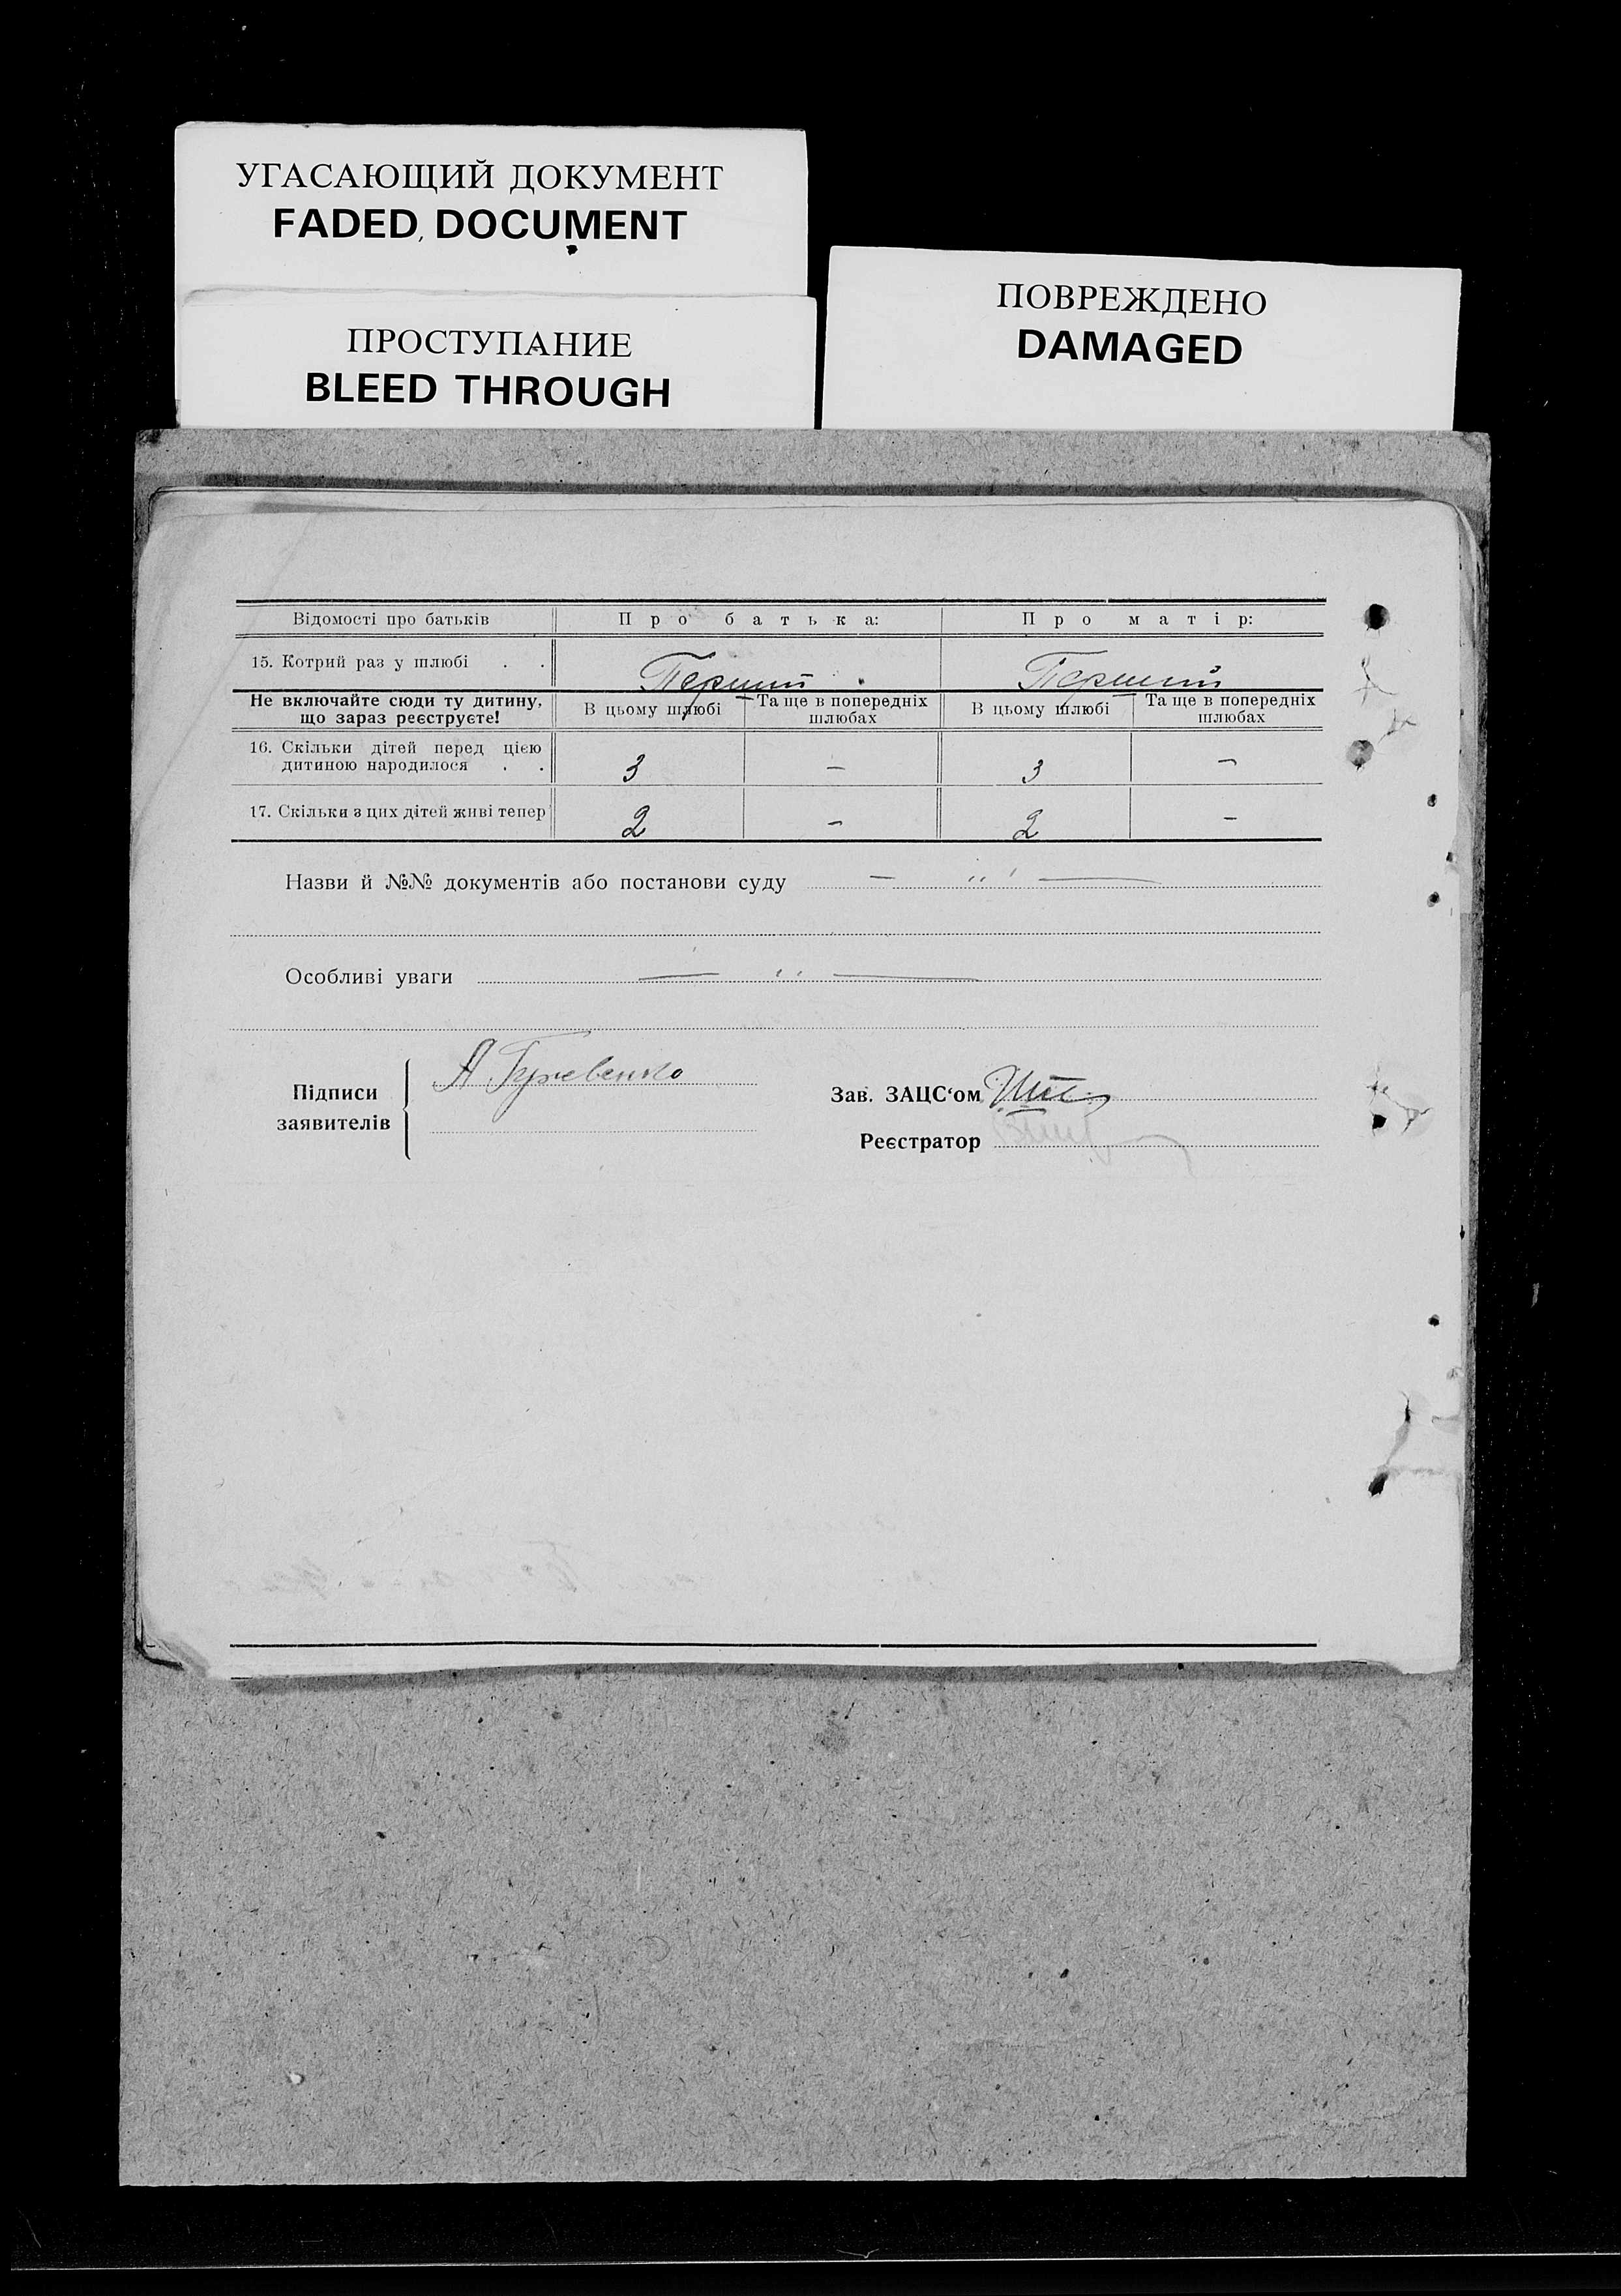 УГАСАЮЩИЙ ДОКУМЕНТ
FADED DOCUMENT
ПРОСТУПАНИЕ
BLEED THROUGH
ПОВРЕЖДЕНО
DAMAGED
Відомості про батьків Про батька: Про матір:
15. Котрий раз у шлюбі . . Перший Перший
Не включайте сюди ту дитину, що зараз реєструєте! В цьому шлюбі Та ще в попередніх шлюбах В цьому шлюбі Та ще в попередніх шлюбах
16. Скільки дітей перед цією
дитиною народилося . . 3 — 3 —
17. Скільки з цих дітей живі тепер 2 — 2 —
Назви й №№ документів або постанови суду — " —
Особливі уваги — " —
Підписи
заявителів
А
Зав. ЗАЦС‘ом
Реєстратор